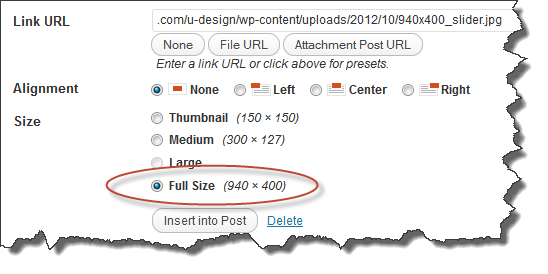 Link URL .com/u-design/wp-content/uploads/2012/10/940x400_slider.jpg
None File URL Attachment Post URL
Enter a link URL or click above for presets.
Alignment None Left Center Right
Size Thumbnail (150 × 150)
Medium (300 × 127)
Large
Full Size (940 × 400)
Insert into Post Delete